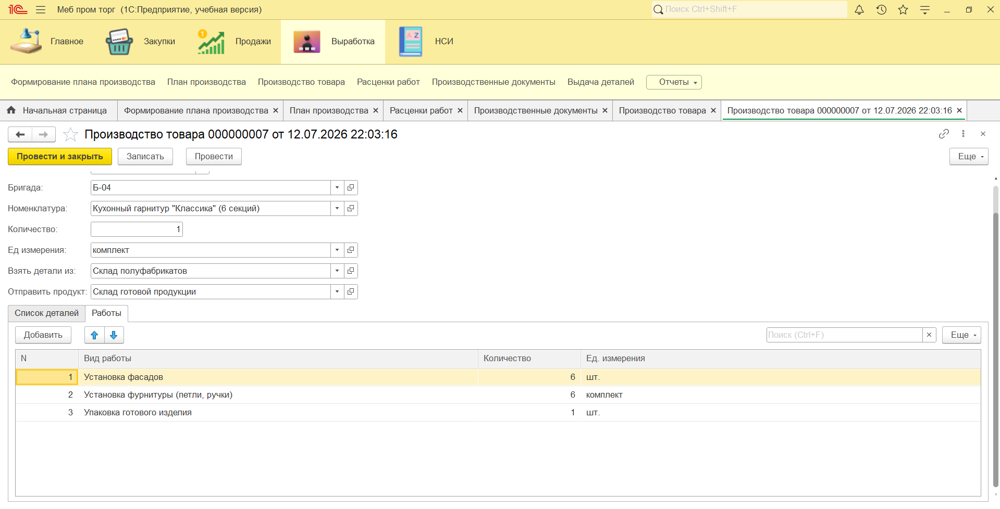 1С Меб пром торг (1С:Предприятие, учебная версия) Поиск Ctrl+Shift+F
Главное Закупки 1 Продажи Выработка A Z НСИ
Формирование плана производства План производства Производство товара Расценки работ Производственные документы Выдача деталей Отчеты
Начальная страница Формирование плана производства План производства Расценки работ Производственные документы Производство товара Производство товара 000000007 от 12.07.2026 22:03:16
Производство товара 000000007 от 12.07.2026 22:03:16
Провести и закрыть Записать Провести Еще
Бригада: Б-04
Номенклатура: Кухонный гарнитур "Классика" (6 секций)
Количество: 1
Ед измерения: комплект
Взять детали из: Склад полуфабрикатов
Отправить продукт: Склад готовой продукции
Список деталей Работы
Добавить Поиск (Ctrl+F) Еще
N Вид работы Количество Ед. измерения
1 Установка фасадов 6 шт.
2 Установка фурнитуры (петли, ручки) 6 комплект
3 Упаковка готового изделия 1 шт.